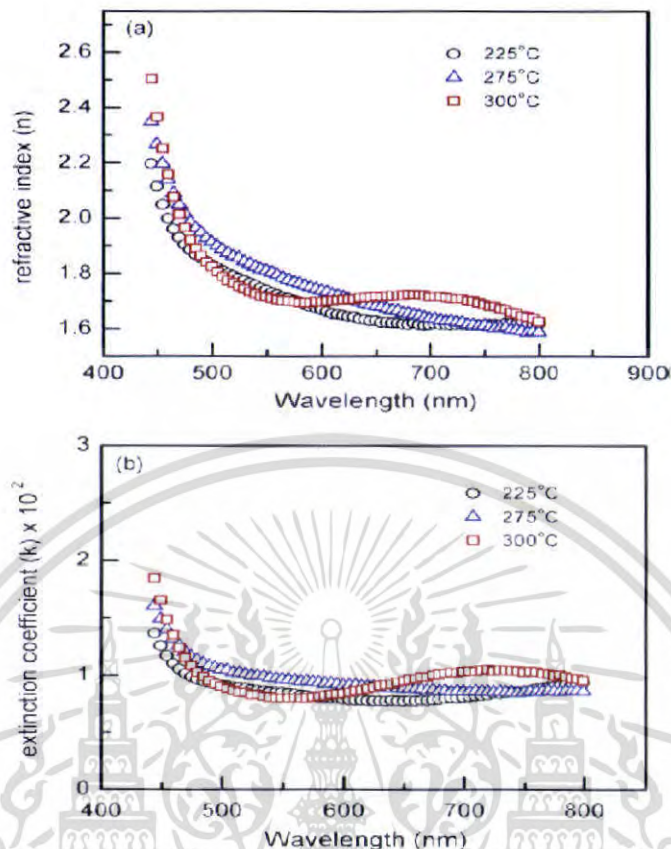 (a)
225°C
275°C
300°C
refractive index (n)
2.6
2.4
2.2
2.0
1.8
1.6
400 500 600 700 800 900
Wavelength (nm)
(b)
225°C
275°C
300°C
extinction coefficient (k) x 10⁻²
3
2
1
0
400 500 600 700 800
Wavelength (nm)